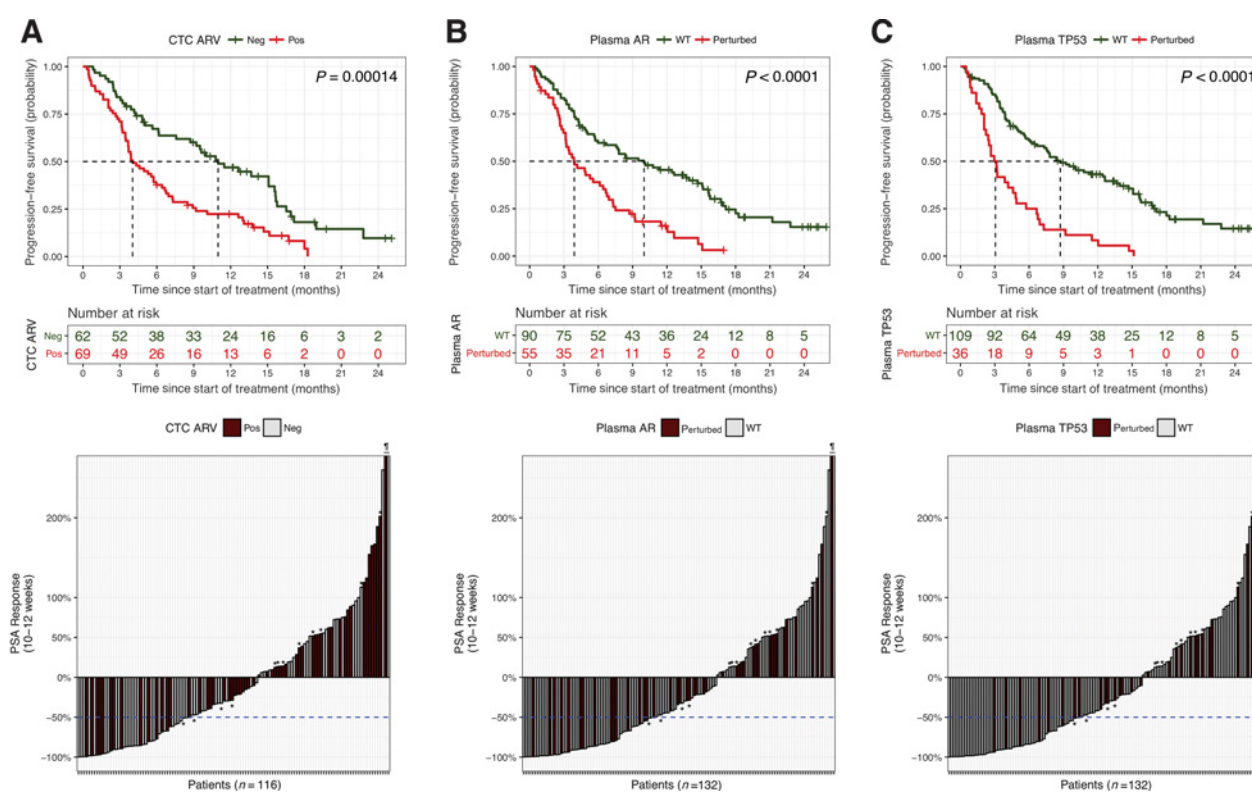 A
CTC ARV Neg Pos
P = 0.00014
Progression-free survival (probability)
1.00
0.75
0.50
0.25
0.00
0 3 6 9 12 15 18 21 24
Time since start of treatment (months)
Number at risk
CTC ARV
Neg 62 52 38 33 24 16 6 3 2
Pos 69 49 26 16 13 6 2 0 0
0 3 6 9 12 15 18 21 24
Time since start of treatment (months)
CTC ARV Pos Neg
PSA Response
(10–12 weeks)
200%
100%
50%
0%
−50%
−100%
Patients (n = 116)
B
Plasma AR WT Perturbed
P < 0.0001
Progression-free survival (probability)
1.00
0.75
0.50
0.25
0.00
0 3 6 9 12 15 18 21 24
Time since start of treatment (months)
Number at risk
Plasma AR
WT 90 75 52 43 36 24 12 8 5
Perturbed 55 35 21 11 5 2 0 0 0
0 3 6 9 12 15 18 21 24
Time since start of treatment (months)
Plasma AR Perturbed WT
PSA Response
(10–12 weeks)
200%
100%
50%
0%
−50%
−100%
Patients (n=132)
C
Plasma TP53 WT Perturbed
P < 0.0001
Progression-free survival (probability)
1.00
0.75
0.50
0.25
0.00
0 3 6 9 12 15 18 21 24
Time since start of treatment (months)
Number at risk
Plasma TP53
WT 109 92 64 49 38 25 12 8 5
Perturbed 36 18 9 5 3 1 0 0 0
0 3 6 9 12 15 18 21 24
Time since start of treatment (months)
Plasma TP53 Perturbed WT
PSA Response
(10–12 weeks)
200%
100%
50%
0%
−50%
−100%
Patients (n=132)